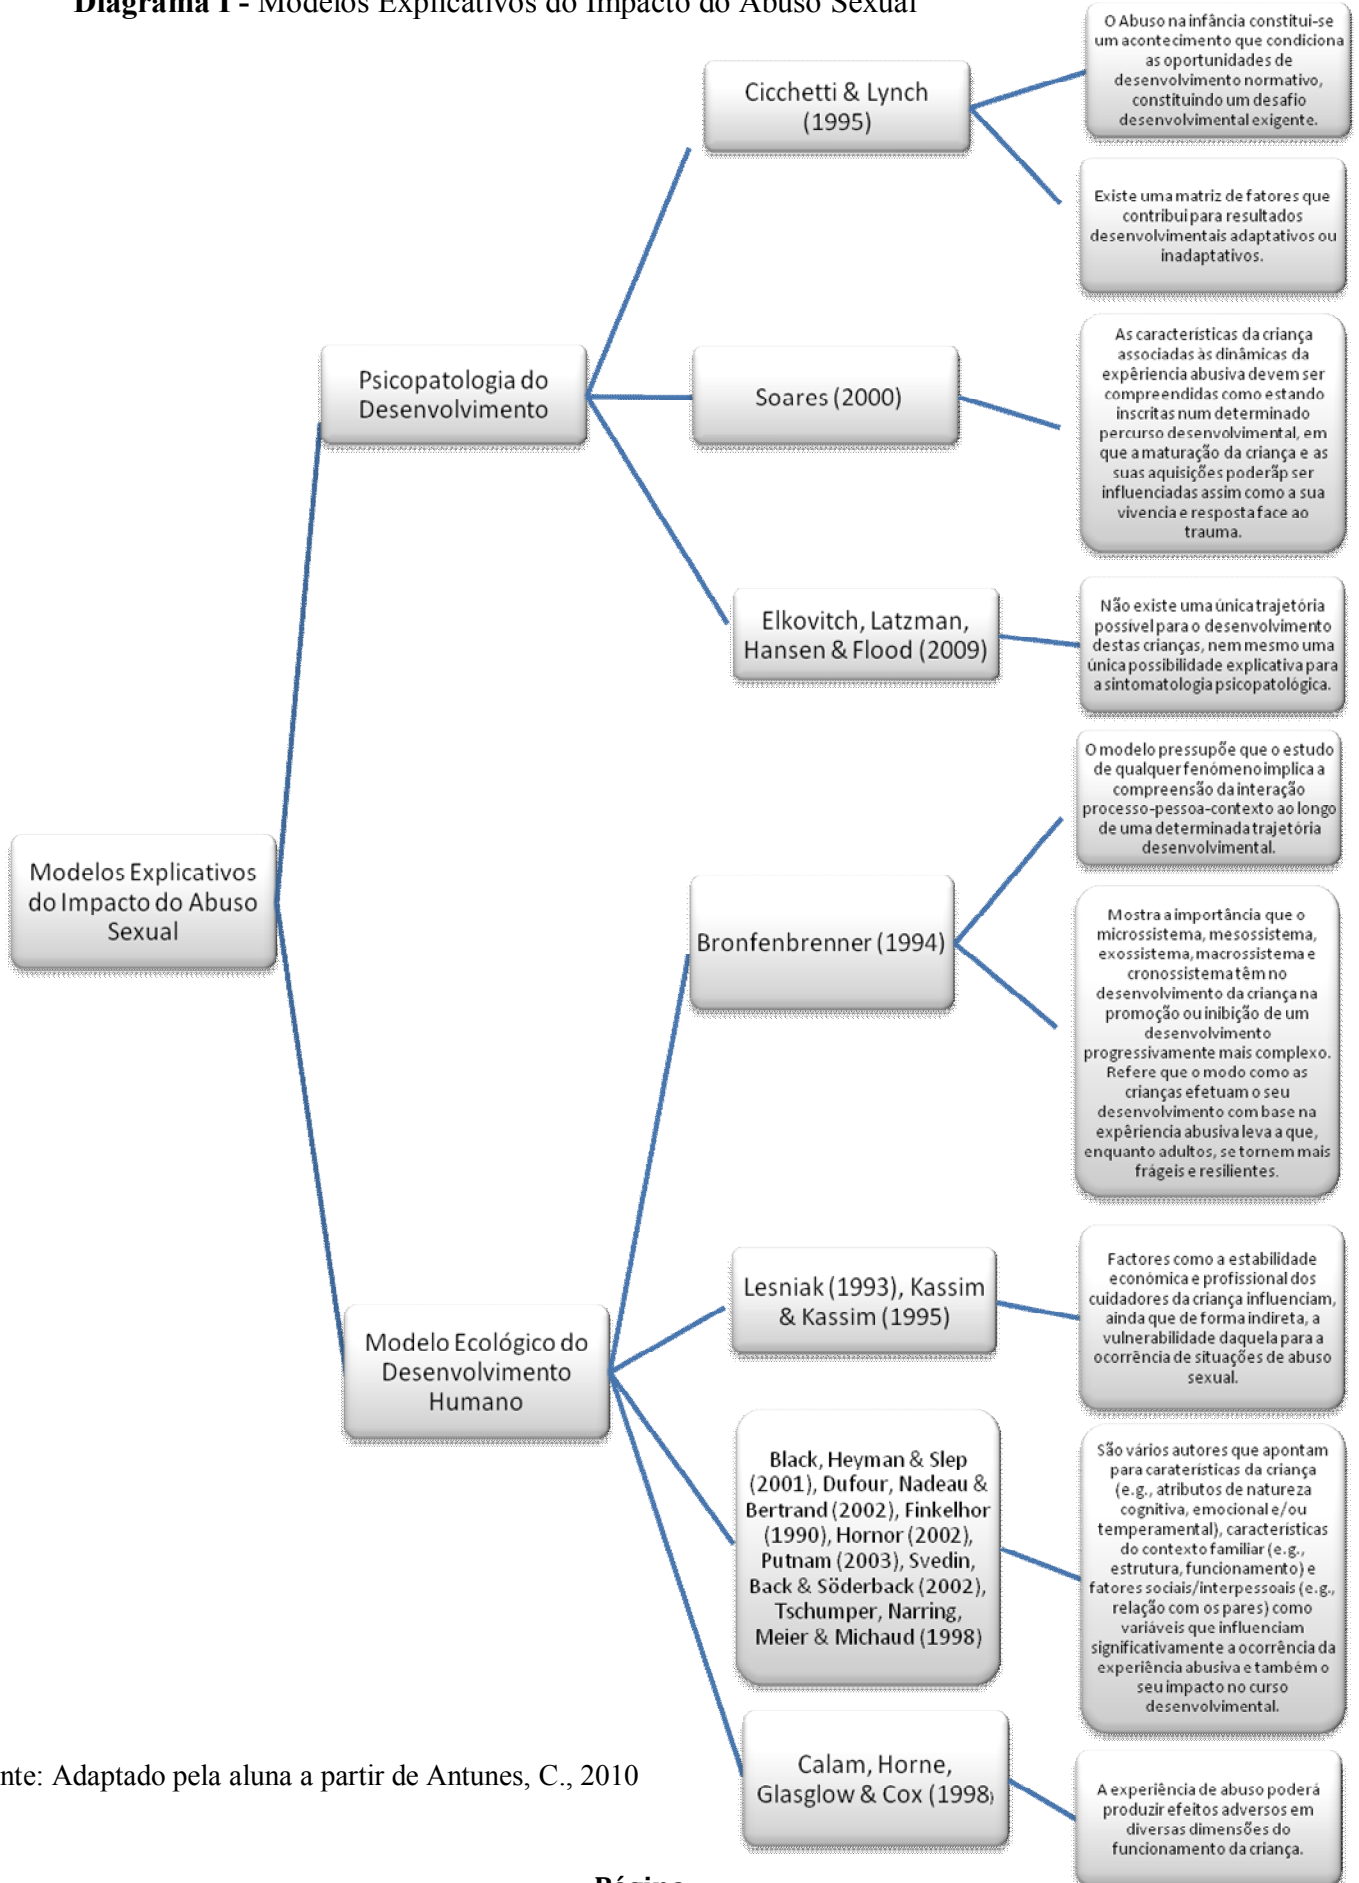 Diagrama I - Modelos Explicativos do Impacto do Abuso Sexual
Modelos Explicativos
do Impacto do Abuso
Sexual
Psicopatologia do
Desenvolvimento
Cicchetti & Lynch
(1995)
O Abuso na infância constitui-se
um acontecimento que condiciona
as oportunidades de
desenvolvimento normativo,
constituindo um desafio
desenvolvimental exigente.
Existe uma matriz de fatores que
contribui para resultados
desenvolvimentais adaptativos ou
inadaptativos.
Soares (2000)
As características da criança
associadas às dinâmicas da
expêriencia abusiva devem ser
compreendidas como estando
inscritas num determinado
percurso desenvolvimental, em
que a maturação da criança e as
suas aquisições poderãp ser
influenciadas assim como a sua
vivencia e resposta face ao
trauma.
Elkovitch, Latzman,
Hansen & Flood (2009)
Não existe uma única trajetória
possível para o desenvolvimento
destas crianças, nem mesmo uma
única possibilidade explicativa para
a sintomatologia psicopatológica.
Modelo Ecológico do
Desenvolvimento
Humano
Bronfenbrenner (1994)
O modelo pressupõe que o estudo
de qualquer fenómeno implica a
compreensão da interação
processo-pessoa-contexto ao longo
de uma determinada trajetória
desenvolvimental.
Mostra a importância que o
microssistema, mesossistema,
exossistema, macrossistema e
cronossistema têm no
desenvolvimento da criança na
promoção ou inibição de um
desenvolvimento
progressivamente mais complexo.
Refere que o modo como as
crianças efetuam o seu
desenvolvimento com base na
expêriencia abusiva leva a que,
enquanto adultos, se tornem mais
frágeis e resilientes.
Lesniak (1993), Kassim
& Kassim (1995)
Factores como a estabilidade
económica e profissional dos
cuidadores da criança influenciam,
ainda que de forma indireta, a
vulnerabilidade daquela para a
ocorrência de situações de abuso
sexual.
Black, Heyman & Slep
(2001), Dufour, Nadeau &
Bertrand (2002), Finkelhor
(1990), Hornor (2002),
Putnam (2003), Svedin,
Back & Söderback (2002),
Tschumper, Narring,
Meier & Michaud (1998)
São vários autores que apontam
para caraterísticas da criança
(e.g., atributos de natureza
cognitiva, emocional e/ou
temperamental), características
do contexto familiar (e.g.,
estrutura, funcionamento) e
fatores sociais/interpessoais (e.g.,
relação com os pares) como
variáveis que influenciam
significativamente a ocorrência da
experiência abusiva e também o
seu impacto no curso
desenvolvimental.
Calam, Horne,
Glasglow & Cox (1998)
A experiência de abuso poderá
produzir efeitos adversos em
diversas dimensões do
funcionamento da criança.
nte: Adaptado pela aluna a partir de Antunes, C., 2010
Página